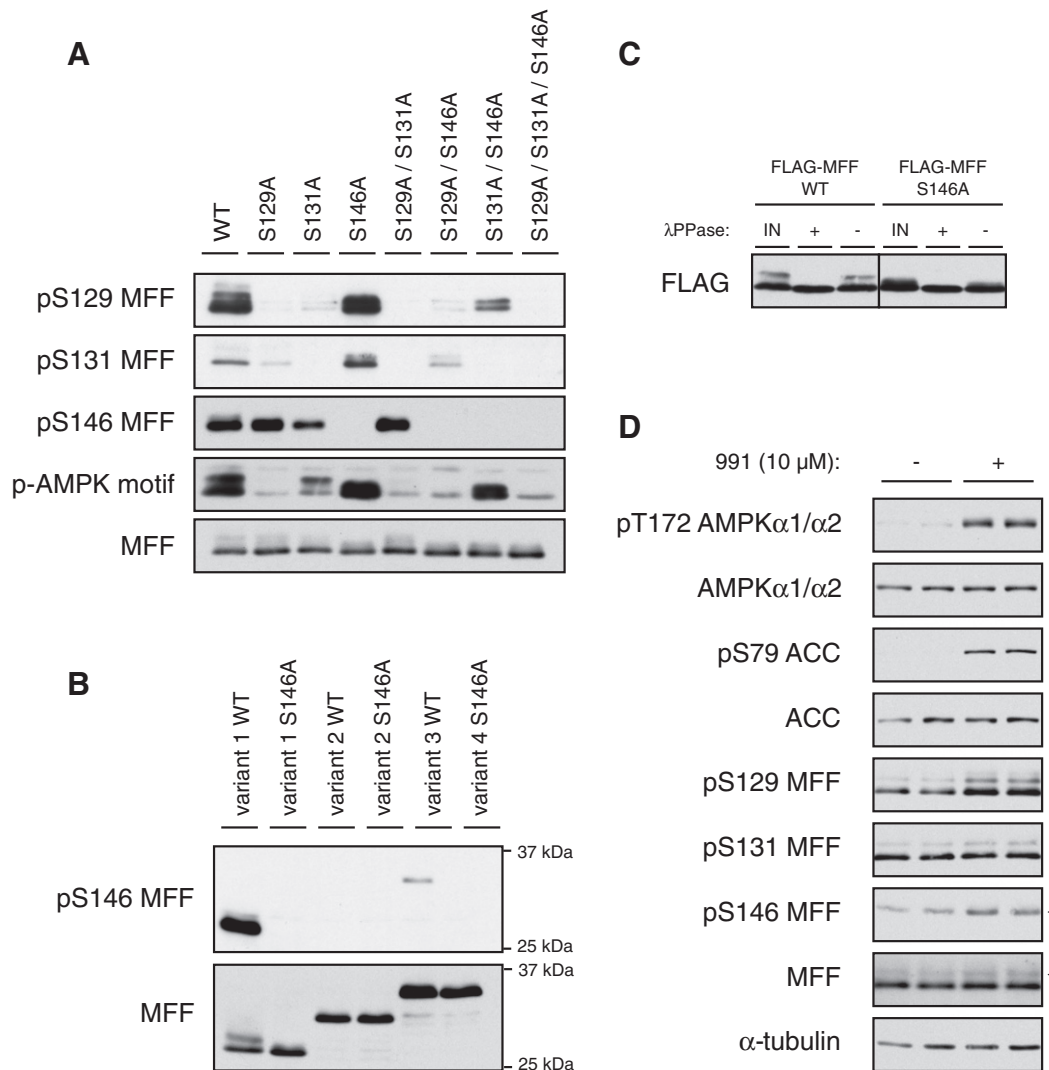 A
WT
S129A
S131A
S146A
S129A / S131A
S129A / S146A
S131A / S146A
S129A / S131A / S146A
pS129 MFF
pS131 MFF
pS146 MFF
p-AMPK motif
MFF
B
variant 1 WT
variant 1 S146A
variant 2 WT
variant 2 S146A
variant 3 WT
variant 4 S146A
pS146 MFF
37 kDa
25 kDa
MFF
37 kDa
25 kDa
C
FLAG-MFF WT
FLAG-MFF S146A
λPPase: IN + - IN + -
FLAG
D
991 (10 µM): - +
pT172 AMPKα1/α2
AMPKα1/α2
pS79 ACC
ACC
pS129 MFF
pS131 MFF
pS146 MFF
MFF
α-tubulin